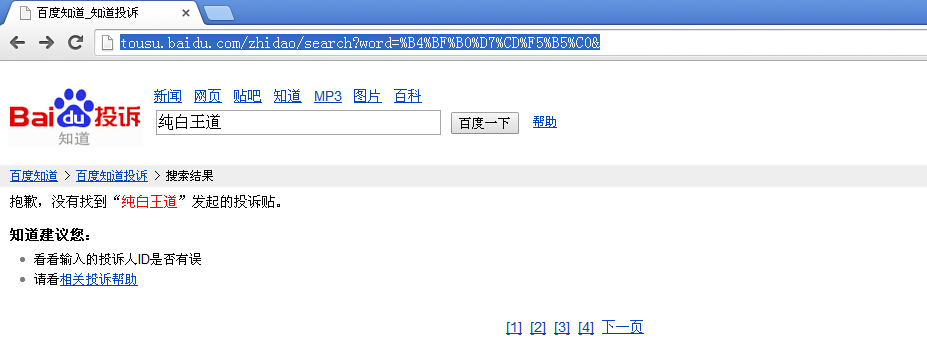 百度知道_知道投诉
tousu.baidu.com/zhidao/search?word=%B4%BF%B0%D7%CD%F5%B5%C0&
新闻 网页 贴吧 知道 MP3 图片 百科
Bai du 投诉
知道
纯白王道 百度一下 帮助
百度知道 > 百度知道投诉 > 搜索结果
抱歉，没有找到“纯白王道”发起的投诉贴。
知道建议您：
看看输入的投诉人ID是否有误
请看相关投诉帮助
[1] [2] [3] [4] 下一页